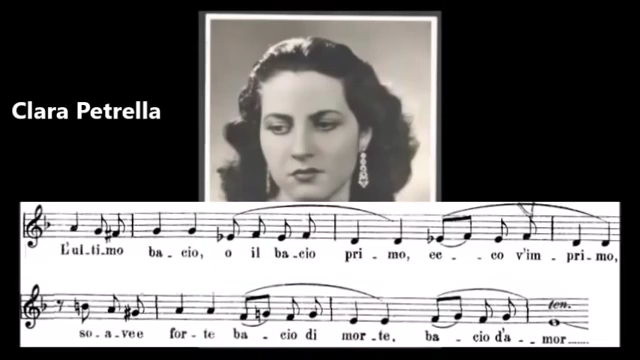 Clara Petrella
L'ul-ti-mo ba-cio, o il ba-cio pri-mo, ec-co v'im-pri-mo,
ten.
so-a-vee for-te ba-cio di mor-te, ba-cio d'a-mor